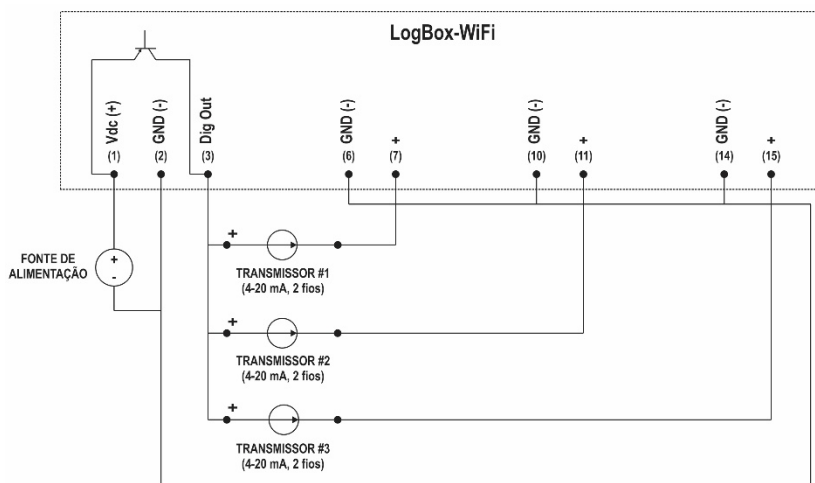 LogBox-WiFi
Vdc (+)
(1)
GND (-)
(2)
Dig Out
(3)
GND (-)
(6)
+
(7)
GND (-)
(10)
+
(11)
GND (-)
(14)
+
(15)
FONTE DE
ALIMENTAÇÃO
+
-
+
TRANSMISSOR #1
(4-20 mA, 2 fios)
+
TRANSMISSOR #2
(4-20 mA, 2 fios)
+
TRANSMISSOR #3
(4-20 mA, 2 fios)